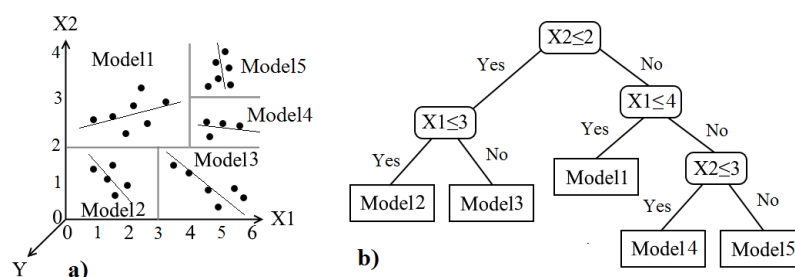 X2
4
3
2
1
0
0 1 2 3 4 5 6
X1
Y
Model1
Model5
Model4
Model3
Model2
a)
X2≤2
Yes
No
X1≤3
X1≤4
Yes
No
Yes
No
Model2
Model3
Model1
X2≤3
Yes
No
Model4
Model5
b)